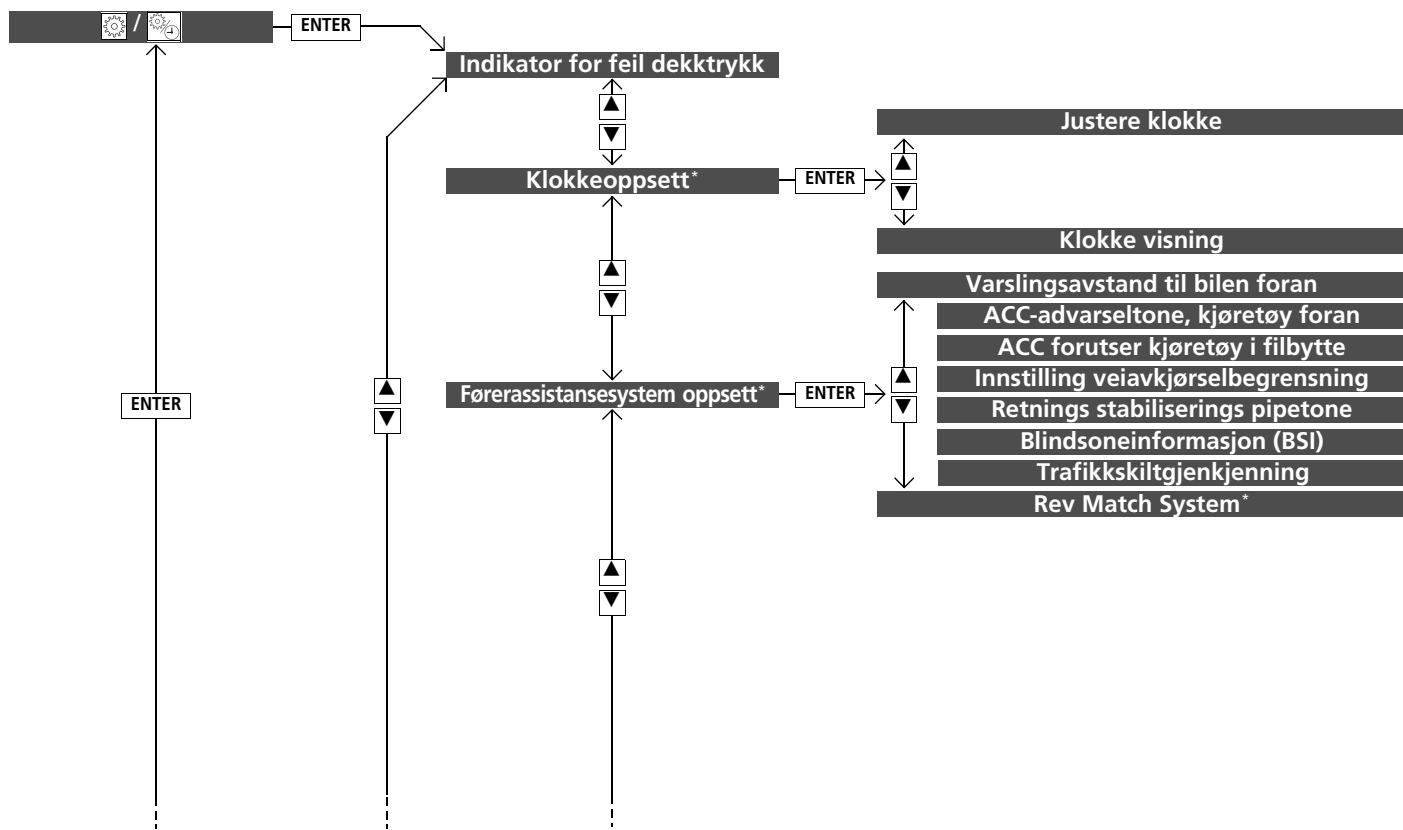 /
ENTER
Indikator for feil dekktrykk
▲
▼
Justere klokke
Klokkeoppsett*
ENTER
▲
▼
Klokke visning
▲
▼
Varslingsavstand til bilen foran
ACC-advarseltone, kjøretøy foran
ACC forutser kjøretøy i filbytte
Førerassistansesystem oppsett*
ENTER
▲
▼
Innstilling veiavkjørselbegrensning
Retnings stabiliserings pipetone
Blindsoneinformasjon (BSI)
Trafikkskiltgjenkjenning
Rev Match System*
ENTER
▲
▼
▲
▼